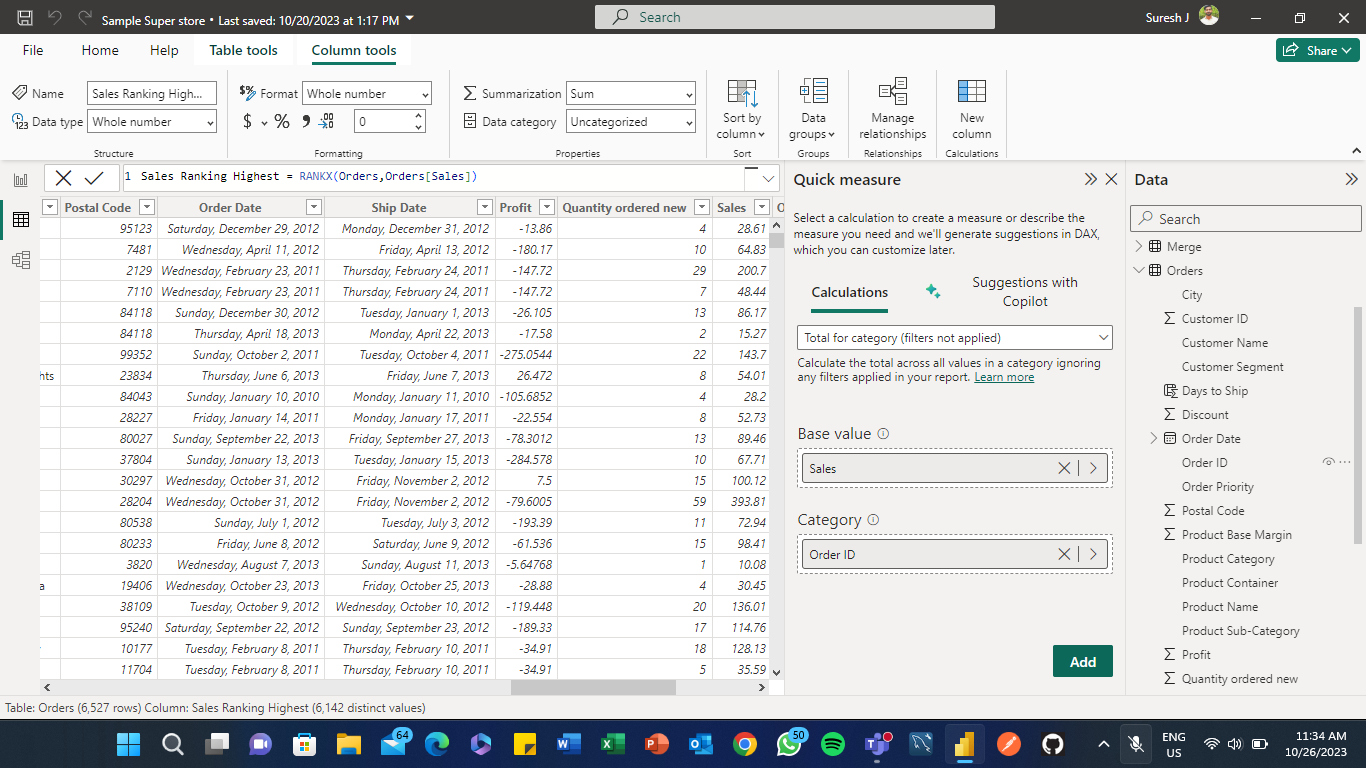 Sample Super store • Last saved: 10/20/2023 at 1:17 PM
Search
Suresh J
File Home Help Table tools Column tools
Share
Name Sales Ranking High...
Data type Whole number
Structure
Format Whole number
$ % 0
Formatting
Summarization Sum
Data category Uncategorized
Properties
Sort by
column
Sort
Data
groups
Groups
Manage
relationships
Relationships
New
column
Calculations
1 Sales Ranking Highest = RANKX(Orders,Orders[Sales])
Postal Code Order Date Ship Date Profit Quantity ordered new Sales O
95123 Saturday, December 29, 2012 Monday, December 31, 2012 -13.86 4 28.61
7481 Wednesday, April 11, 2012 Friday, April 13, 2012 -180.17 10 64.83
2129 Wednesday, February 23, 2011 Thursday, February 24, 2011 -147.72 29 200.7
7110 Wednesday, February 23, 2011 Thursday, February 24, 2011 -147.72 7 48.44
84118 Sunday, December 30, 2012 Tuesday, January 1, 2013 -26.105 13 86.17
84118 Thursday, April 18, 2013 Monday, April 22, 2013 -17.58 2 15.27
99352 Sunday, October 2, 2011 Tuesday, October 4, 2011 -275.0544 22 143.7
hts 23834 Thursday, June 6, 2013 Friday, June 7, 2013 26.472 8 54.01
84043 Sunday, January 10, 2010 Monday, January 11, 2010 -105.6852 4 28.2
28227 Friday, January 14, 2011 Monday, January 17, 2011 -22.554 8 52.73
80027 Sunday, September 22, 2013 Friday, September 27, 2013 -78.3012 13 89.46
37804 Sunday, January 13, 2013 Tuesday, January 15, 2013 -284.578 10 67.71
30297 Wednesday, October 31, 2012 Friday, November 2, 2012 7.5 15 100.12
28204 Wednesday, October 31, 2012 Friday, November 2, 2012 -79.6005 59 393.81
80538 Sunday, July 1, 2012 Tuesday, July 3, 2012 -193.39 11 72.94
80233 Friday, June 8, 2012 Saturday, June 9, 2012 -61.536 15 98.41
3820 Wednesday, August 7, 2013 Sunday, August 11, 2013 -5.64768 1 10.08
a 19406 Wednesday, October 23, 2013 Friday, October 25, 2013 -28.88 4 30.45
38109 Tuesday, October 9, 2012 Wednesday, October 10, 2012 -119.448 20 136.01
95240 Saturday, September 22, 2012 Sunday, September 23, 2012 -189.33 17 114.76
10177 Tuesday, February 8, 2011 Thursday, February 10, 2011 -34.91 18 128.13
11704 Tuesday, February 8, 2011 Thursday, February 10, 2011 -34.91 5 35.59
Quick measure
Select a calculation to create a measure or describe the
measure you need and we'll generate suggestions in DAX,
which you can customize later.
Calculations
Suggestions with
Copilot
Total for category (filters not applied)
Calculate the total across all values in a category ignoring
any filters applied in your report. Learn more
Base value
Sales
Category
Order ID
Add
Data
Search
Merge
Orders
City
Customer ID
Customer Name
Customer Segment
Days to Ship
Discount
Order Date
Order ID
Order Priority
Postal Code
Product Base Margin
Product Category
Product Container
Product Name
Product Sub-Category
Profit
Quantity ordered new
Table: Orders (6,527 rows) Column: Sales Ranking Highest (6,142 distinct values)
64
50
ENG
US
11:34 AM
10/26/2023